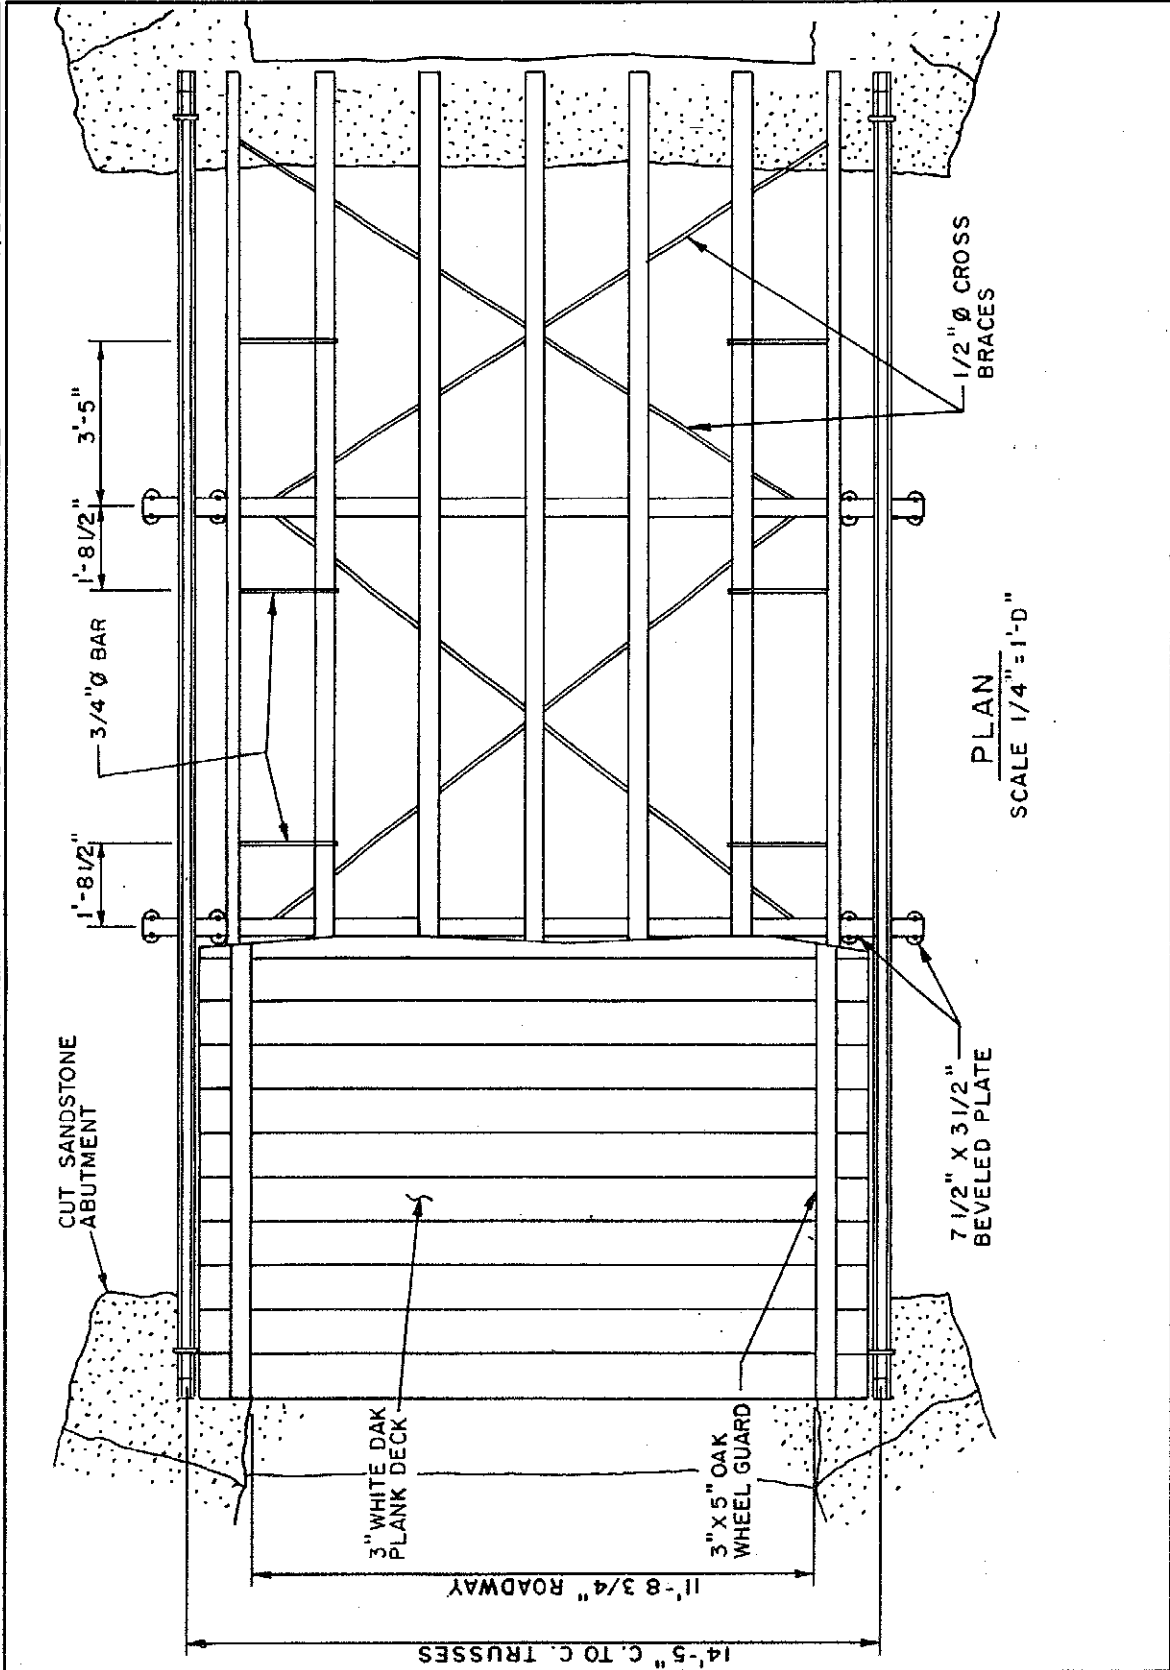 CUT SANDSTONE
ABUTMENT
1'-8 1/2"
3/4"Ø BAR
1'-8 1/2"
3'-5"
3" WHITE OAK
PLANK DECK
3" X 5" OAK
WHEEL GUARD
11'-8 3/4" ROADWAY
14'-5" C. TO C. TRUSSES
7 1/2" X 3 1/2"
BEVELED PLATE
1/2" Ø CROSS
BRACES
PLAN
SCALE 1/4" = 1'-0"